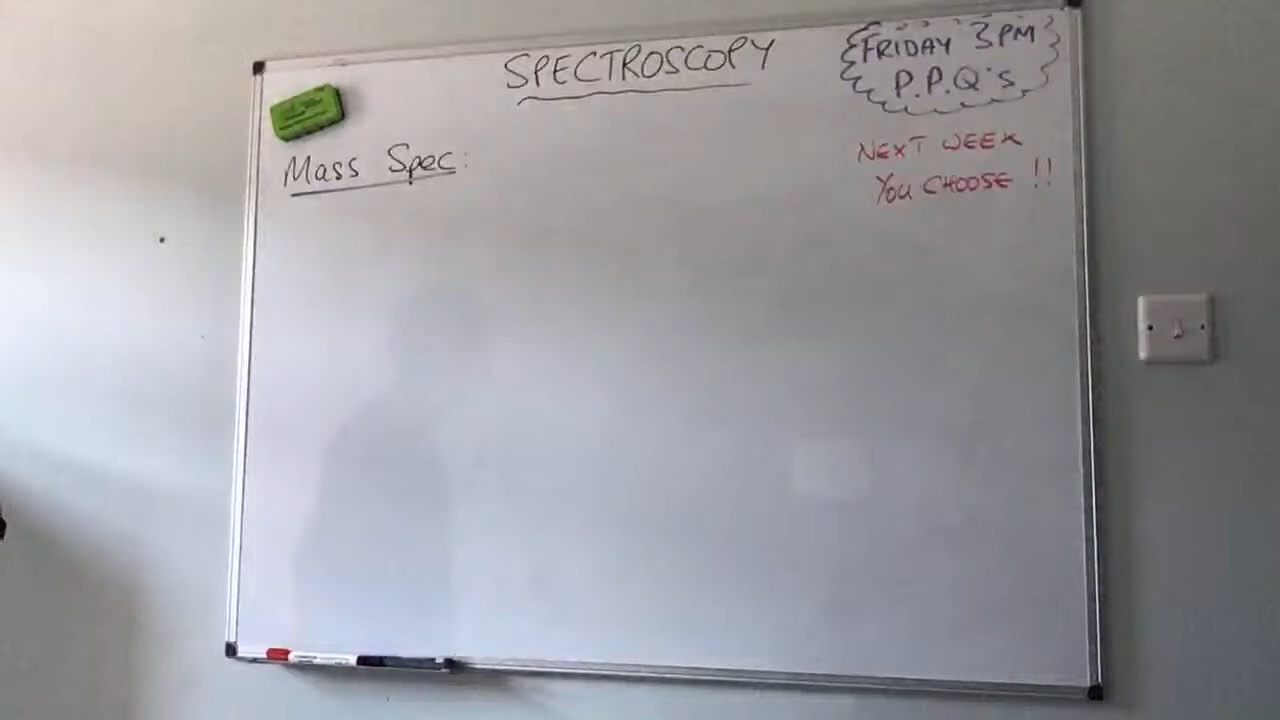 SPECTROSCOPY
FRIDAY 3PM
P.P.Q's
Mass Spec:
NEXT WEEK
YOU CHOOSE !!